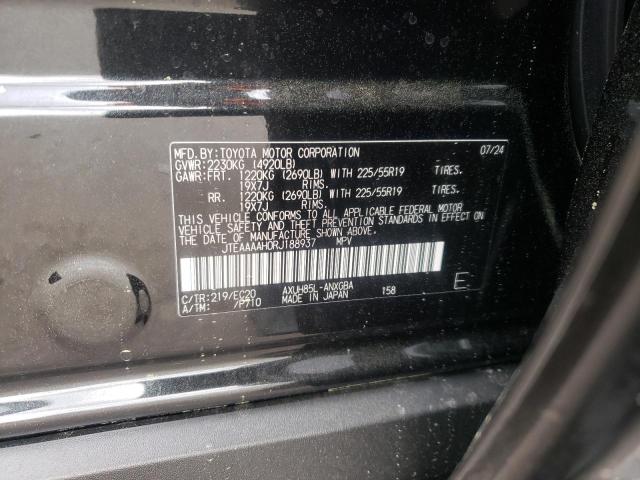 MFD.BY:TOYOTA MOTOR CORPORATION 07/24
GVWR:2230KG (4920LB)
GAWR:FRT. 1220KG (2690LB) WITH 225/55R19 TIRES.
19X7J RIMS.
RR. 1220KG (2690LB) WITH 225/55R19 TIRES.
19X7J RIMS.
THIS VEHICLE CONFORMS TO ALL APPLICABLE FEDERAL MOTOR
VEHICLE SAFETY AND THEFT PREVENTION STANDARDS IN EFFECT ON
THE DATE OF MANUFACTURE SHOWN ABOVE.
JTEAAAAH0RJ188937 MPV
C/TR:219/EC20 AXUH85L-ANXGBA 158 E
A/TM: /P710 MADE IN JAPAN